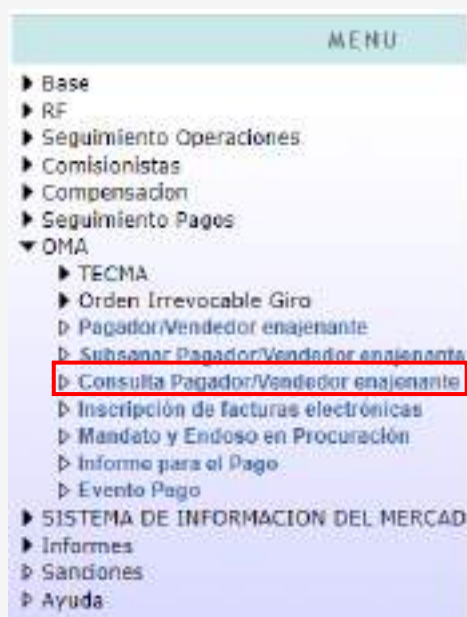 MENU
Base
RF
Seguimiento Operaciones
Comisionistas
Compensacion
Seguimiento Pagos
OMA
TECMA
Orden Irrevocable Giro
Pagador/Vendedor enajenante
Subsanar Pagador/Vendedor enajenante
Consulta Pagador/Vendedor enajenante
Inscripción de facturas electrónicas
Mandato y Endoso en Procuración
Informe para el Pago
Evento Pago
SISTEMA DE INFORMACION DEL MERCAD
Informes
Sanciones
Ayuda